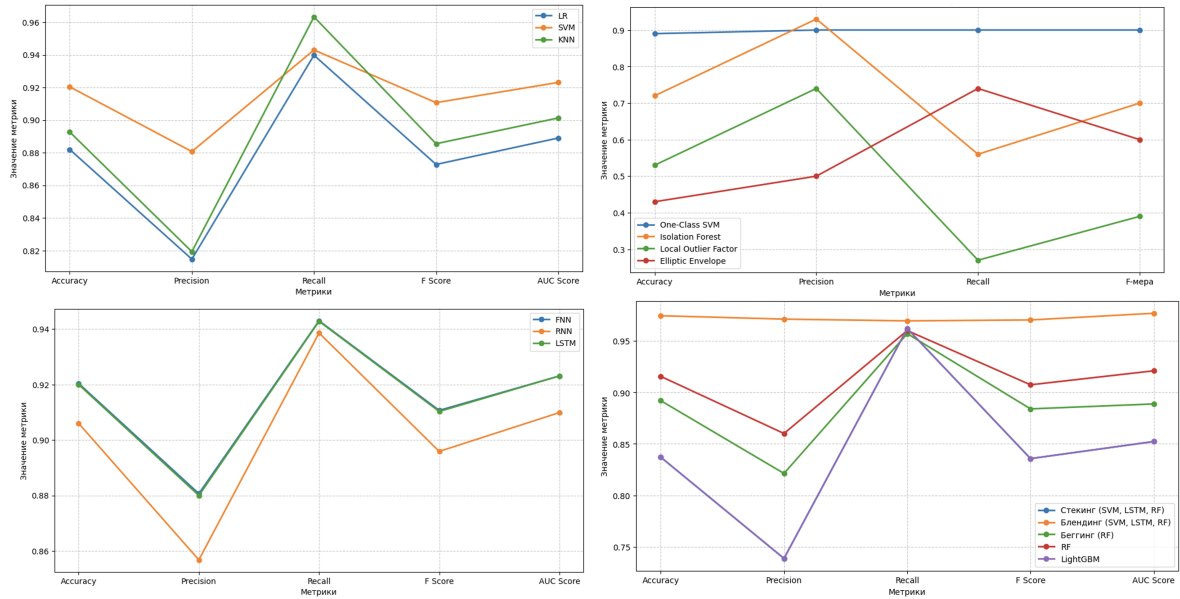 0.96
0.94
0.92
0.90
0.88
0.86
0.84
0.82
Значение метрики
LR
SVM
KNN
Accuracy
Precision
Recall
F Score
AUC Score
Метрики
0.9
0.8
0.7
0.6
0.5
0.4
0.3
Значение метрики
One-Class SVM
Isolation Forest
Local Outlier Factor
Elliptic Envelope
Accuracy
Precision
Recall
F-мера
Метрики
0.94
0.92
0.90
0.88
0.86
Значение метрики
FNN
RNN
LSTM
Accuracy
Precision
Recall
F Score
AUC Score
Метрики
0.95
0.90
0.85
0.80
0.75
Значение метрики
Стекинг (SVM, LSTM, RF)
Блендинг (SVM, LSTM, RF)
Беггинг (RF)
RF
LightGBM
Accuracy
Precision
Recall
F Score
AUC Score
Метрики